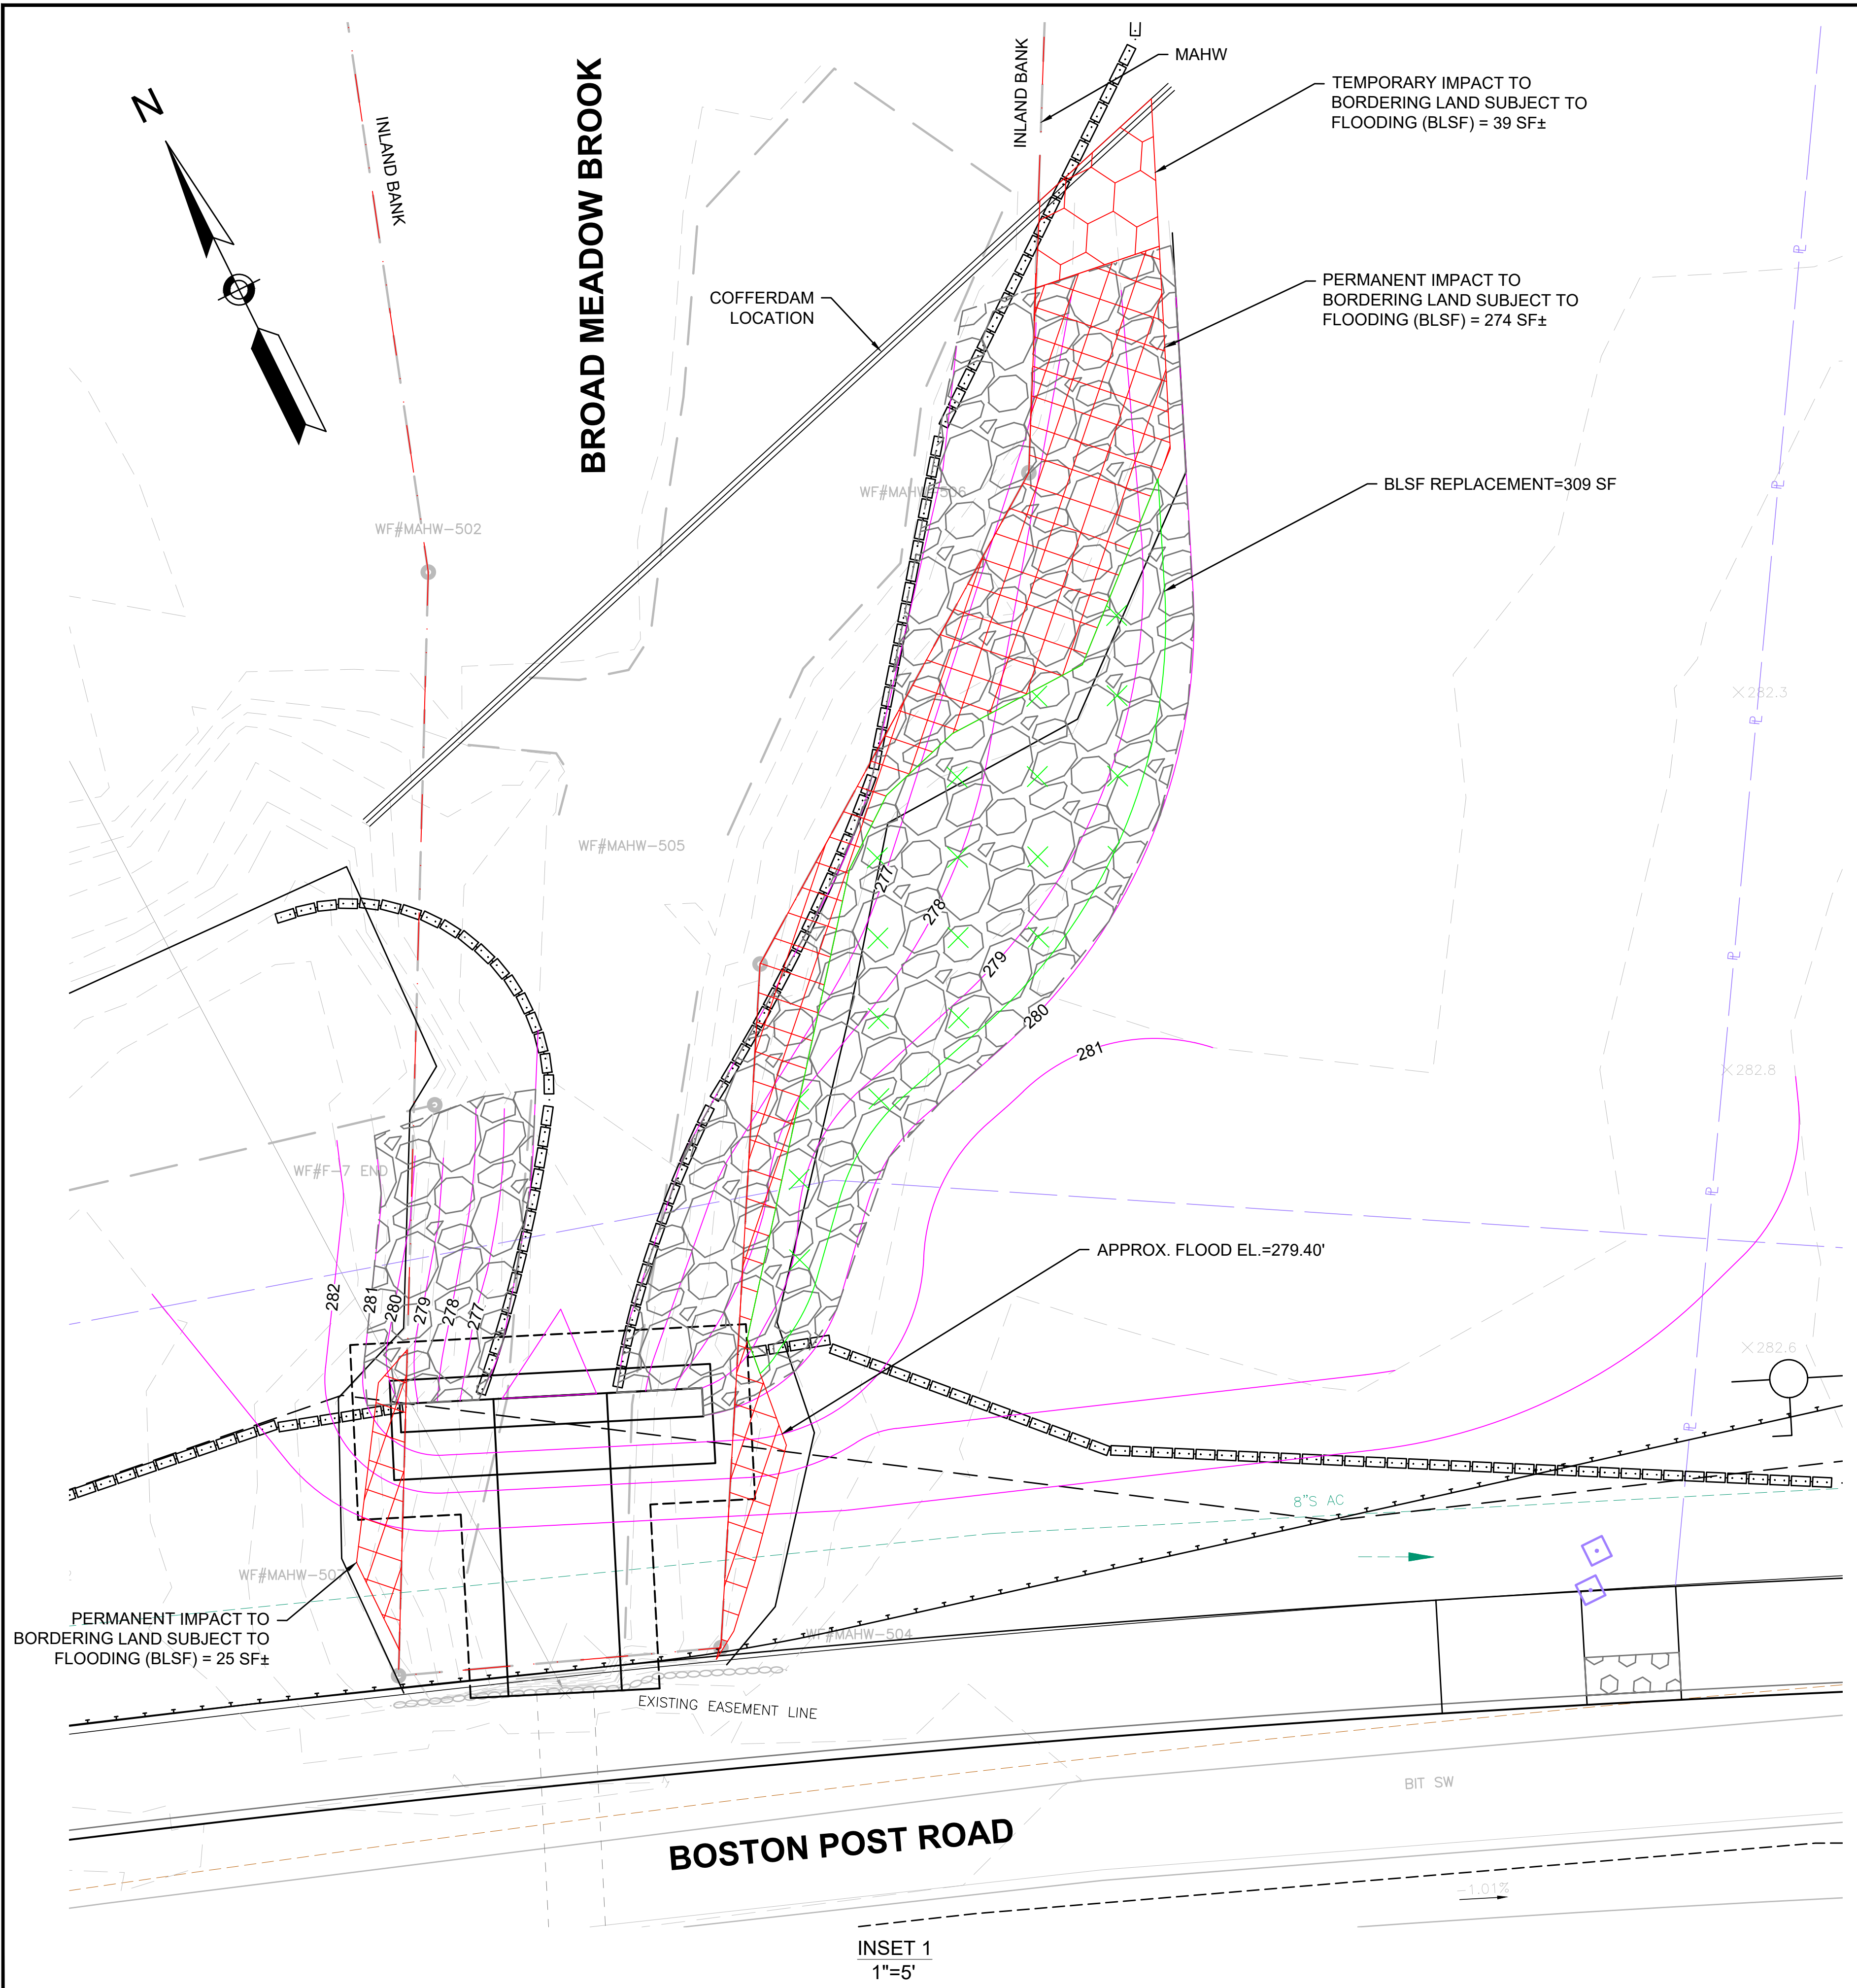 N
INLAND BANK
BROAD MEADOW BROOK
INLAND BANK
MAHW
TEMPORARY IMPACT TO
BORDERING LAND SUBJECT TO
FLOODING (BLSF) = 39 SF±
PERMANENT IMPACT TO
BORDERING LAND SUBJECT TO
FLOODING (BLSF) = 274 SF±
COFFERDAM
LOCATION
BLSF REPLACEMENT=309 SF
WF#MAHW-506
WF#MAHW-502
×282.3
WF#MAHW-505
277
278
279
280
281
×282.8
WF#F-7 END
APPROX. FLOOD EL.=279.40'
282
281
280
279
278
277
×282.6
8"S AC
WF#MAHW-50
PERMANENT IMPACT TO
BORDERING LAND SUBJECT TO
FLOODING (BLSF) = 25 SF±
WF#MAHW-504
EXISTING EASEMENT LINE
BIT SW
BOSTON POST ROAD
-1.01%
INSET 1
1"=5'